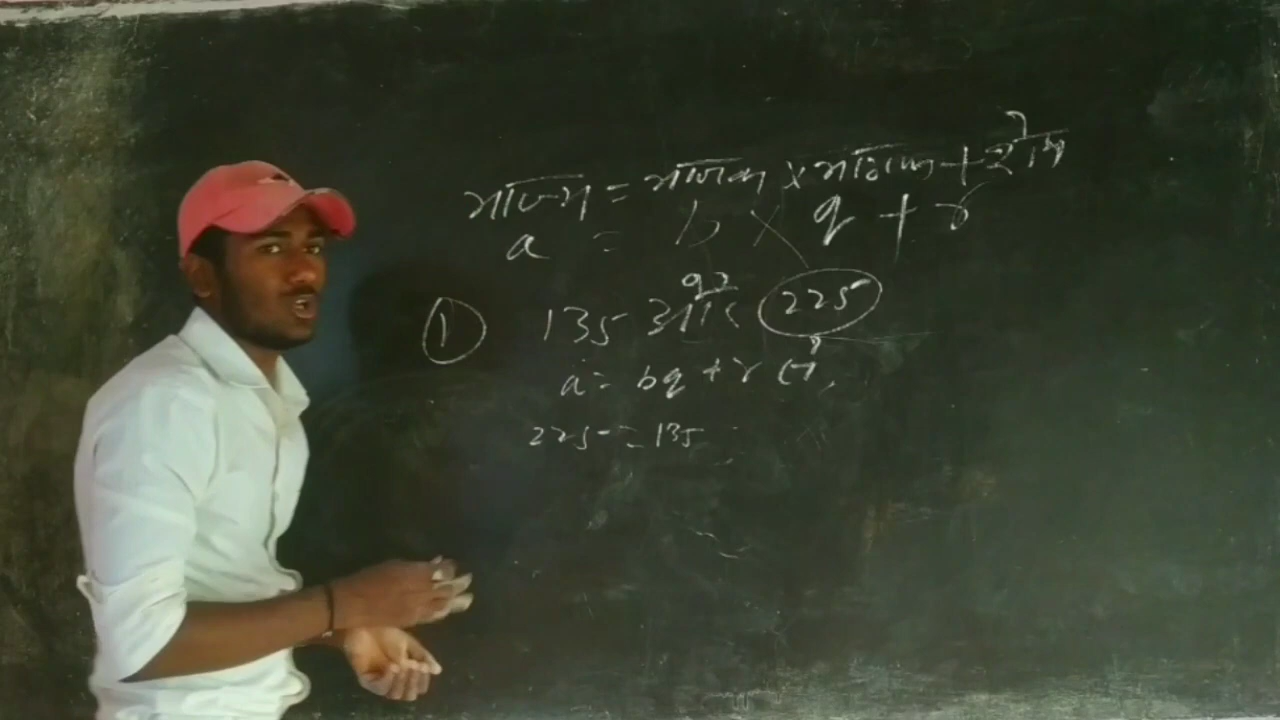 भाज्य = भाजक × भागफल + शेष
a = b × q + r
① 135 और 225
a = bq + r से,
225 = 135